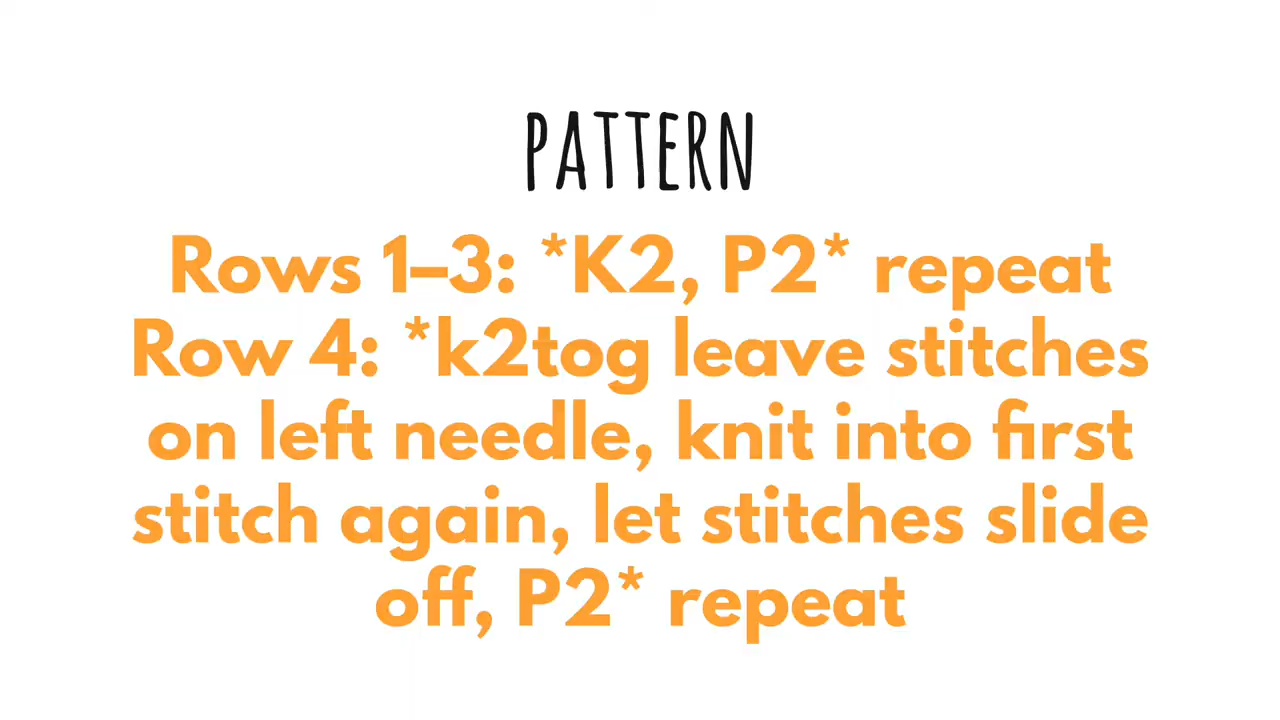 PATTERN
Rows 1–3: *K2, P2* repeat
Row 4: *k2tog leave stitches
on left needle, knit into first
stitch again, let stitches slide
off, P2* repeat